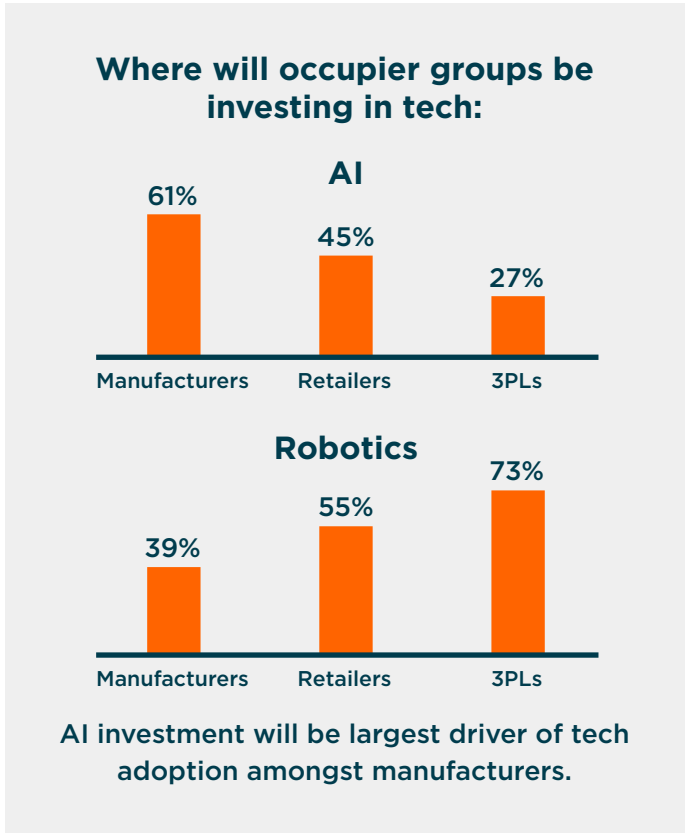 Where will occupier groups be
investing in tech:
AI
61%
45%
27%
Manufacturers
Retailers
3PLs
Robotics
39%
55%
73%
Manufacturers
Retailers
3PLs
AI investment will be largest driver of tech
adoption amongst manufacturers.